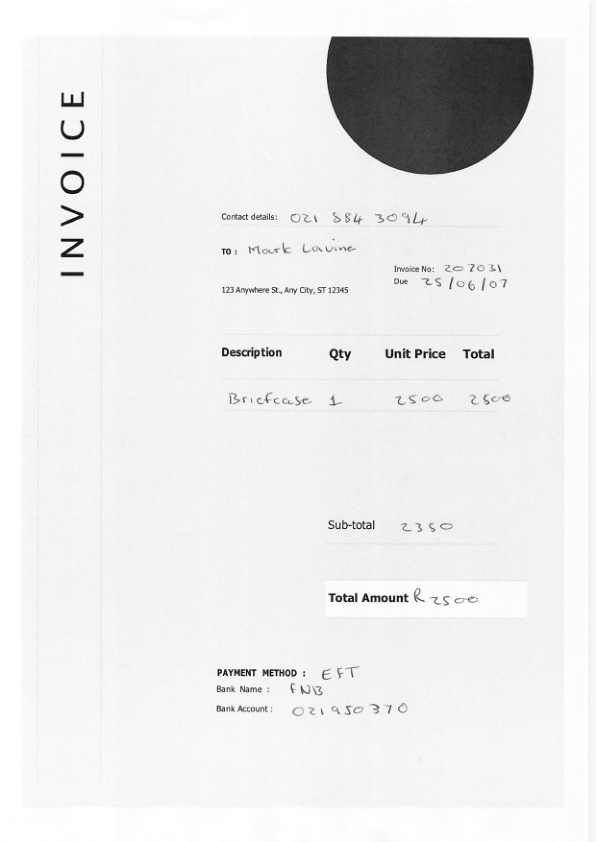 INVOICE
Contact details: 021 884 3094
TO: Mark Lavine
Invoice No: 207031
Due 25/06/07
123 Anywhere St., Any City, ST 12345
Description Qty Unit Price Total
Briefcase 1 2500 2500
Sub-total 2350
Total Amount R 2500
PAYMENT METHOD : EFT
Bank Name : FNB
Bank Account : 021950370